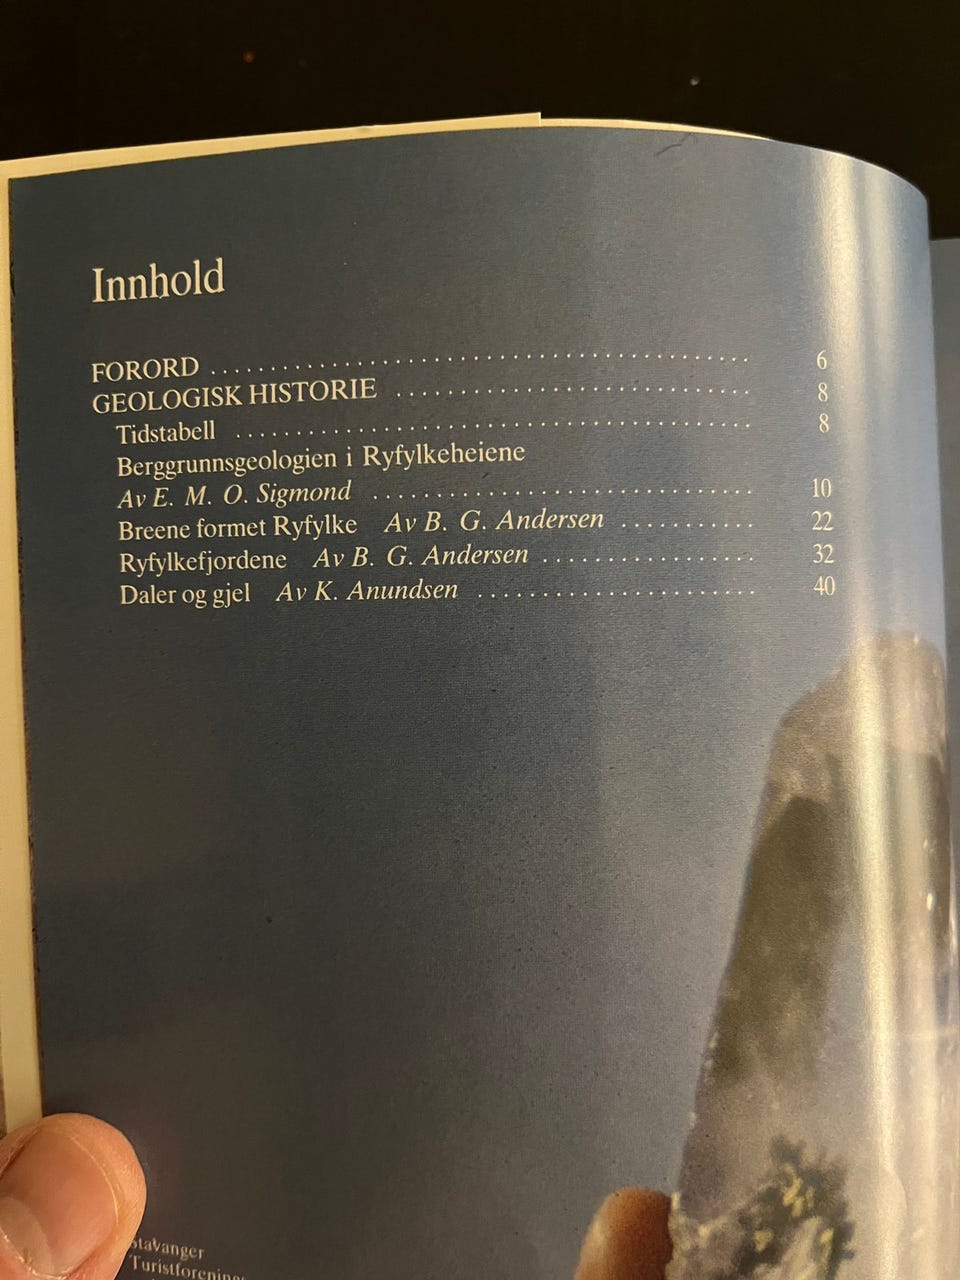 Innhold
FORORD ........................................ 6
GEOLOGISK HISTORIE ........................... 8
Tidstabell ........................................ 8
Berggrunnsgeologien i Ryfylkeheiene
Av E. M. O. Sigmond .............................. 10
Breene formet Ryfylke Av B. G. Andersen ........... 22
Ryfylkefjordene Av B. G. Andersen ................. 32
Daler og gjel Av K. Anundsen ...................... 40
Stavanger
Turistforening